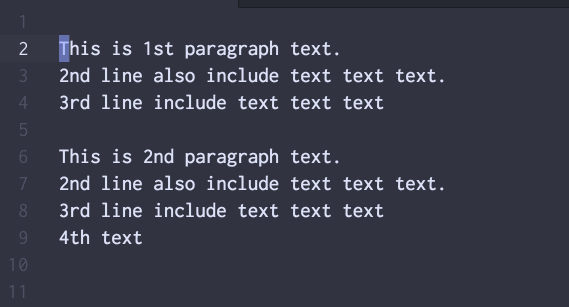 1
2 This is 1st paragraph text.
3 2nd line also include text text text.
4 3rd line include text text text
5
6 This is 2nd paragraph text.
7 2nd line also include text text text.
8 3rd line include text text text
9 4th text
10
11